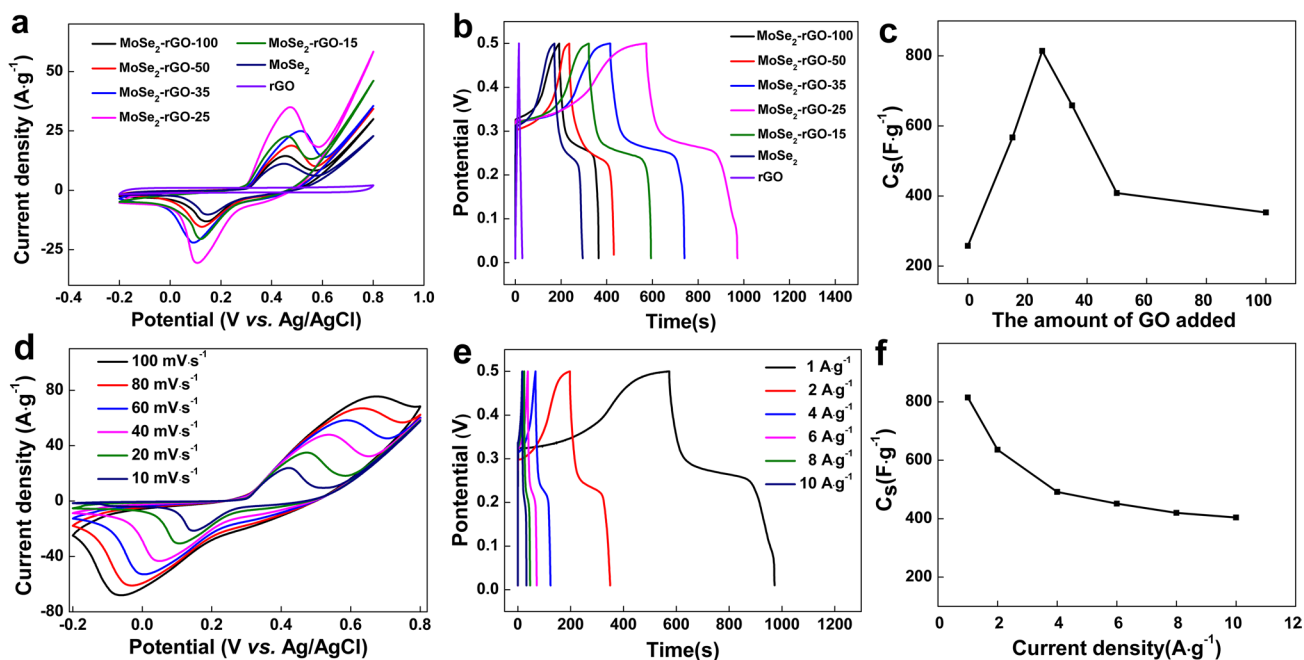 a
Current density (A·g⁻¹)
50
25
0
-25
MoSe₂-rGO-100
MoSe₂-rGO-50
MoSe₂-rGO-35
MoSe₂-rGO-25
MoSe₂-rGO-15
MoSe₂
rGO
-0.4 0.0 0.2 0.4 0.6 0.8 1.0
Potential (V vs. Ag/AgCl)
b
Pontential (V)
0.5
0.4
0.3
0.2
0.1
0.0
MoSe₂-rGO-100
MoSe₂-rGO-50
MoSe₂-rGO-35
MoSe₂-rGO-25
MoSe₂-rGO-15
MoSe₂
rGO
0 200 400 600 800 1000 1200 1400
Time(s)
c
Cs(F·g⁻¹)
800
600
400
200
0 20 40 60 80 100
The amount of GO added
d
Current density (A·g⁻¹)
80
40
0
-40
-80
100 mV·s⁻¹
80 mV·s⁻¹
60 mV·s⁻¹
40 mV·s⁻¹
20 mV·s⁻¹
10 mV·s⁻¹
-0.2 0.0 0.2 0.4 0.6 0.8
Potential (V vs. Ag/AgCl)
e
Pontential (V)
0.5
0.4
0.3
0.2
0.1
0.0
1 A·g⁻¹
2 A·g⁻¹
4 A·g⁻¹
6 A·g⁻¹
8 A·g⁻¹
10 A·g⁻¹
0 200 400 600 800 1000 1200
Time(s)
f
Cs(F·g⁻¹)
800
600
400
800
0 2 4 6 8 10 12
Current density(A·g⁻¹)